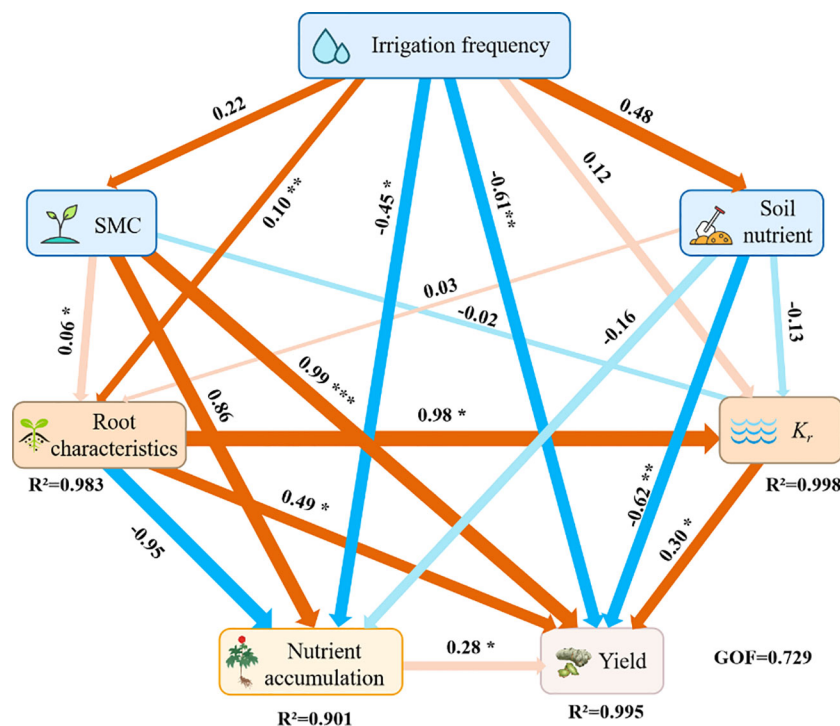 Irrigation frequency
0.22
0.48
0.10 **
-0.45 *
-0.61**
0.12
SMC
Soil
nutrient
0.06 *
0.03
-0.02
-0.16
-0.13
0.86
0.99 ***
Root
characteristics
0.98 *
Kr
R²=0.983
R²=0.998
0.49 *
-0.62 **
0.30 *
-0.95
Nutrient
accumulation
0.28 *
Yield
GOF=0.729
R²=0.901
R²=0.995